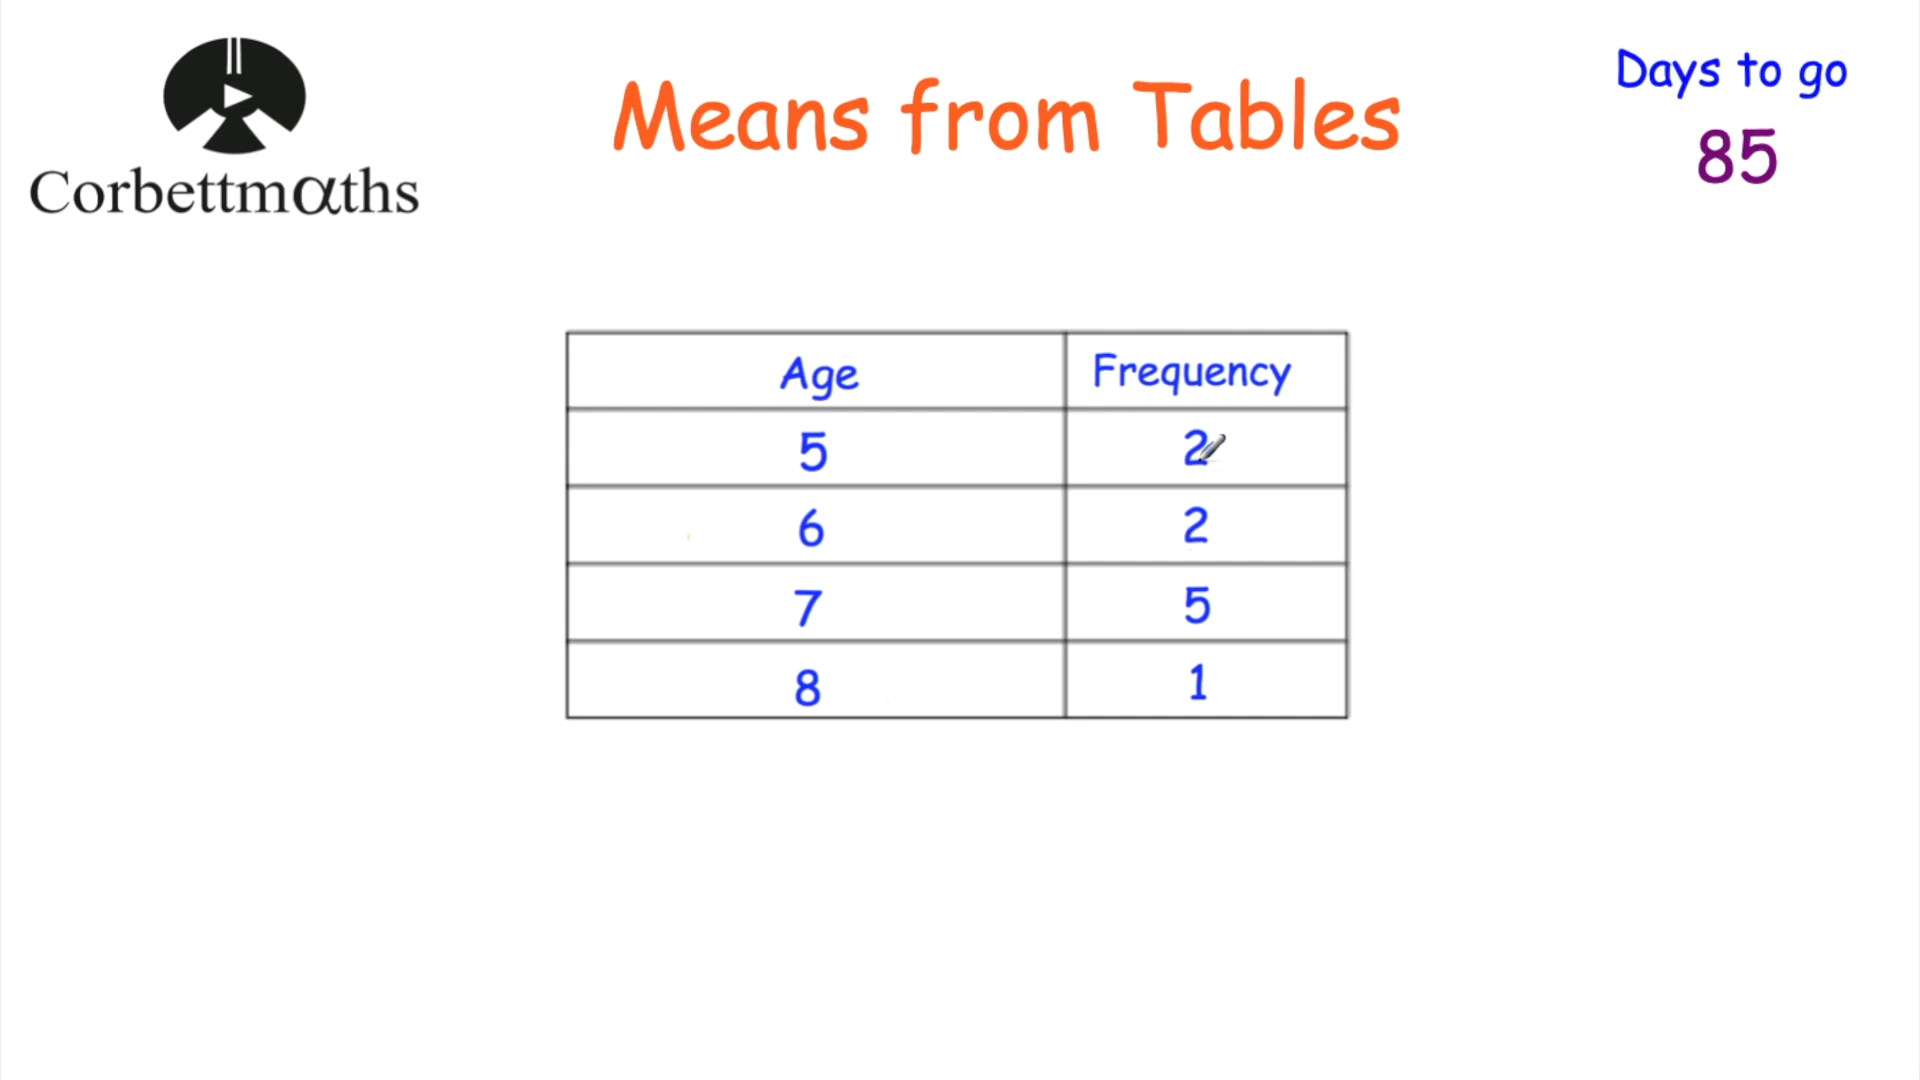 Corbettmαths
Means from Tables
Days to go
85
Age Frequency
5 2
6 2
7 5
8 1